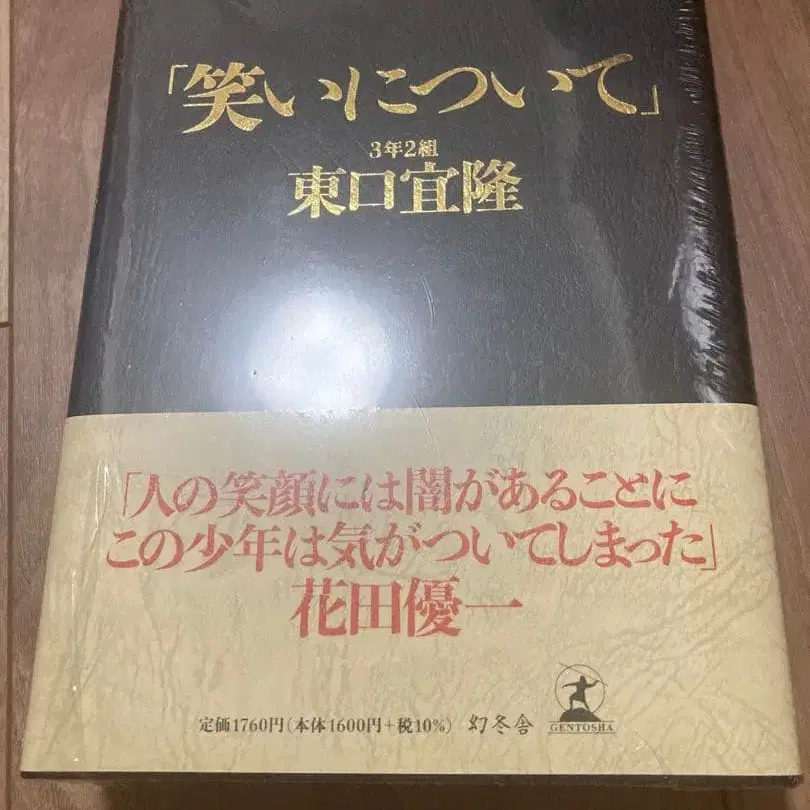 「笑いについて」
3年2組
東口宜隆
「人の笑顔には闇があることに
この少年は気がついてしまった」
花田優一
定価1760円(本体1600円+税10%) 幻冬舎
GENTOSHA